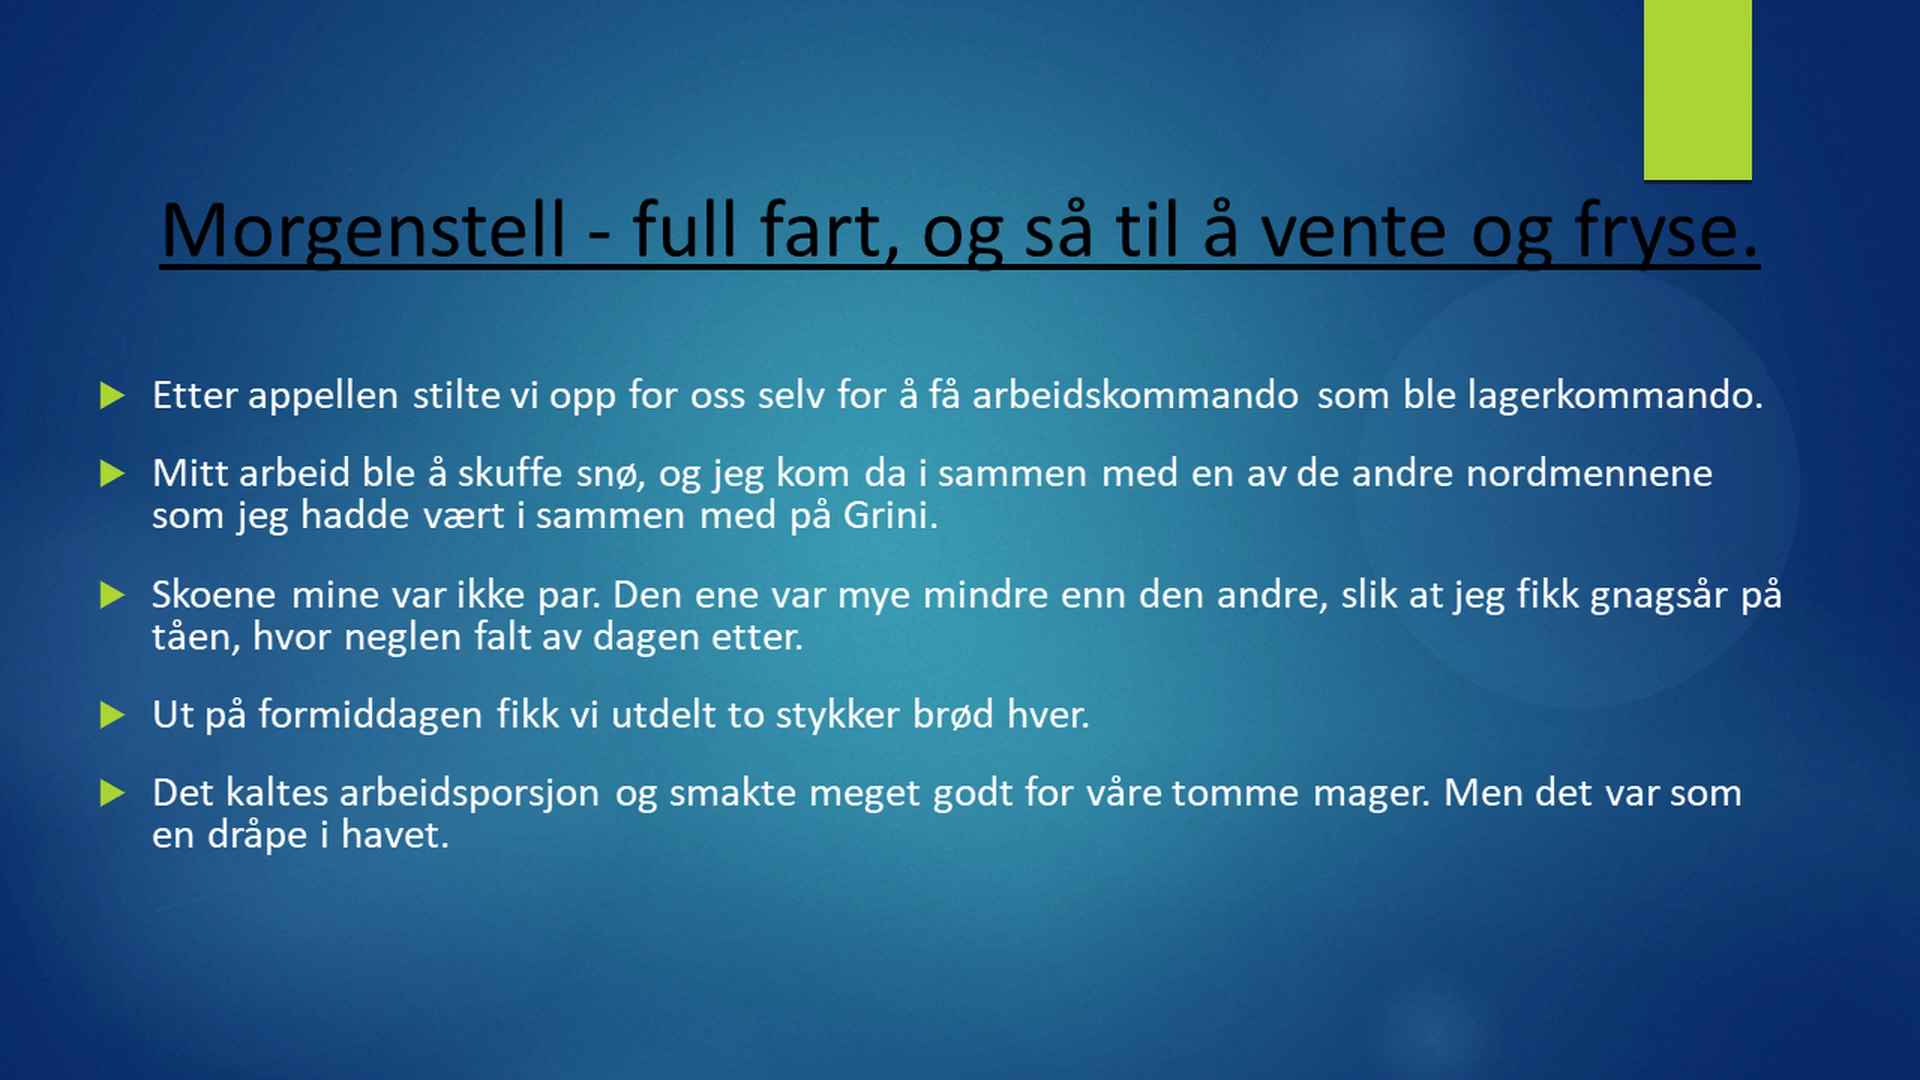 Morgenstell - full fart, og så til å vente og fryse.
Etter appellen stilte vi opp for oss selv for å få arbeidskommando som ble lagerkommando.
Mitt arbeid ble å skuffe snø, og jeg kom da i sammen med en av de andre nordmennene
som jeg hadde vært i sammen med på Grini.
Skoene mine var ikke par. Den ene var mye mindre enn den andre, slik at jeg fikk gnagsår på
tåen, hvor neglen falt av dagen etter.
Ut på formiddagen fikk vi utdelt to stykker brød hver.
Det kaltes arbeidsporsjon og smakte meget godt for våre tomme mager. Men det var som
en dråpe i havet.